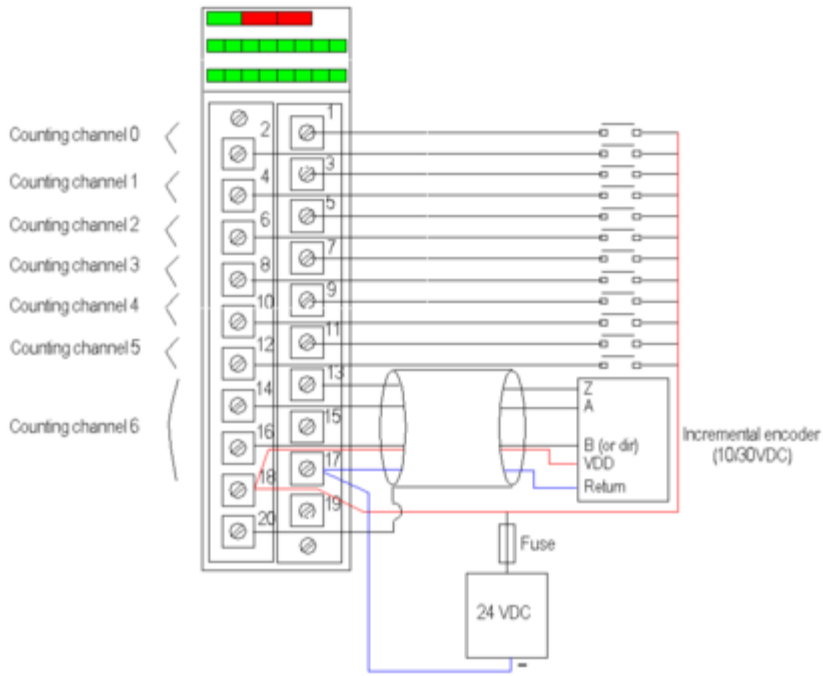 Counting channel 0
Counting channel 1
Counting channel 2
Counting channel 3
Counting channel 4
Counting channel 5
Counting channel 6
1
2
3
4
5
6
7
8
9
10
11
12
13
14
15
16
17
18
19
20
Z
A
B (or dir)
VDD
Return
Incremental encoder
(10/30VDC)
Fuse
24 VDC
-